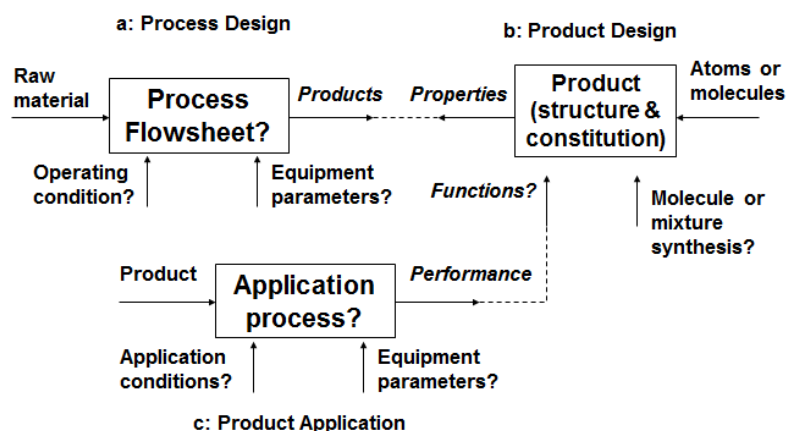 a: Process Design
b: Product Design
Raw
material
Process
Flowsheet?
Products
Properties
Product
(structure &
constitution)
Atoms or
molecules
Operating
condition?
Equipment
parameters?
Functions?
Molecule or
mixture
synthesis?
Product
Application
process?
Performance
Application
conditions?
Equipment
parameters?
c: Product Application